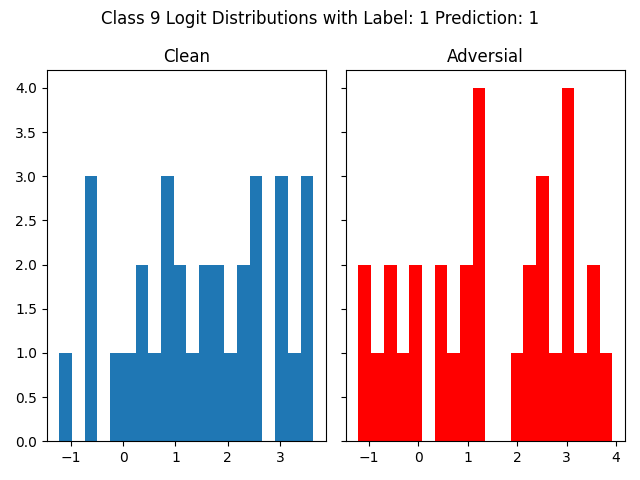 Class 9 Logit Distributions with Label: 1 Prediction: 1
Clean
Adversial
4.0
3.5
3.0
2.5
2.0
1.5
1.0
0.5
0.0
−1 0 1 2 3
−1 0 1 2 3 4